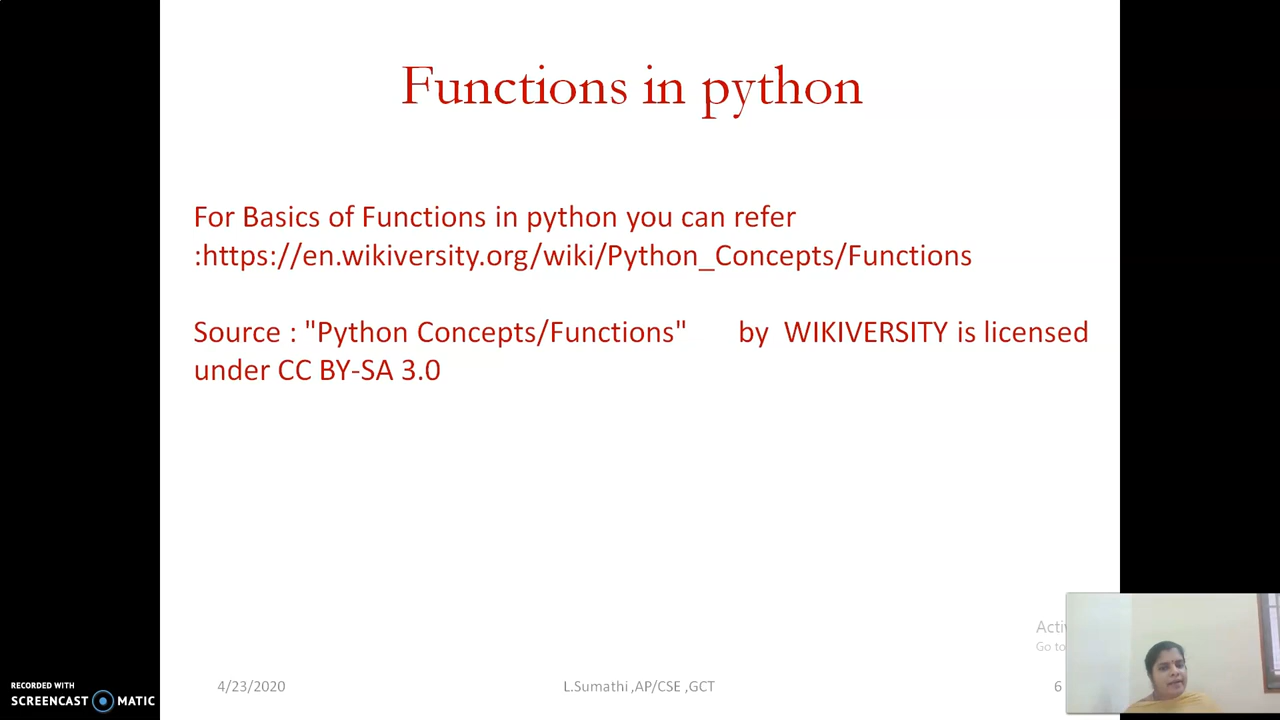 Functions in python
For Basics of Functions in python you can refer
:https://en.wikiversity.org/wiki/Python_Concepts/Functions
Source : "Python Concepts/Functions" by WIKIVERSITY is licensed
under CC BY-SA 3.0
Go to
4/23/2020
L.Sumathi ,AP/CSE ,GCT
6
RECORDED WITH
SCREENCAST MATIC